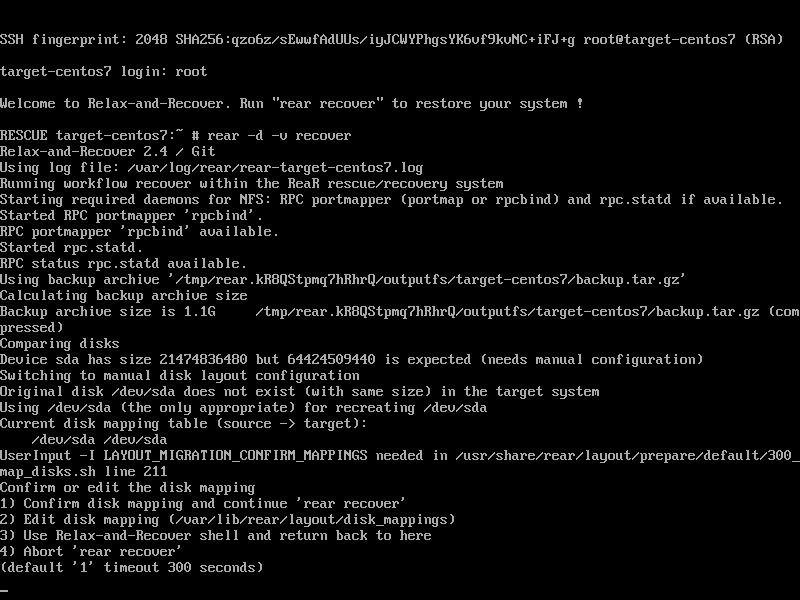 SSH fingerprint: 2048 SHA256:qzo6z/sEwwfAdUUs/iyJCWYPhgsYK6vf9kvNC+iFJ+g root@target-centos7 (RSA)
target-centos7 login: root
Welcome to Relax-and-Recover. Run "rear recover" to restore your system !
RESCUE target-centos7:~ # rear -d -v recover
Relax-and-Recover 2.4 / Git
Using log file: /var/log/rear/rear-target-centos7.log
Running workflow recover within the ReaR rescue/recovery system
Starting required daemons for NFS: RPC portmapper (portmap or rpcbind) and rpc.statd if available.
Started RPC portmapper 'rpcbind'.
RPC portmapper 'rpcbind' available.
Started rpc.statd.
RPC status rpc.statd available.
Using backup archive '/tmp/rear.kR8QStpmq7hRhrQ/outputfs/target-centos7/backup.tar.gz'
Calculating backup archive size
Backup archive size is 1.1G     /tmp/rear.kR8QStpmq7hRhrQ/outputfs/target-centos7/backup.tar.gz (com
pressed)
Comparing disks
Device sda has size 21474836480 but 64424509440 is expected (needs manual configuration)
Switching to manual disk layout configuration
Original disk /dev/sda does not exist (with same size) in the target system
Using /dev/sda (the only appropriate) for recreating /dev/sda
Current disk mapping table (source -> target):
    /dev/sda /dev/sda
UserInput -I LAYOUT_MIGRATION_CONFIRM_MAPPINGS needed in /usr/share/rear/layout/prepare/default/300_
map_disks.sh line 211
Confirm or edit the disk mapping
1) Confirm disk mapping and continue 'rear recover'
2) Edit disk mapping (/var/lib/rear/layout/disk_mappings)
3) Use Relax-and-Recover shell and return back to here
4) Abort 'rear recover'
(default '1' timeout 300 seconds)